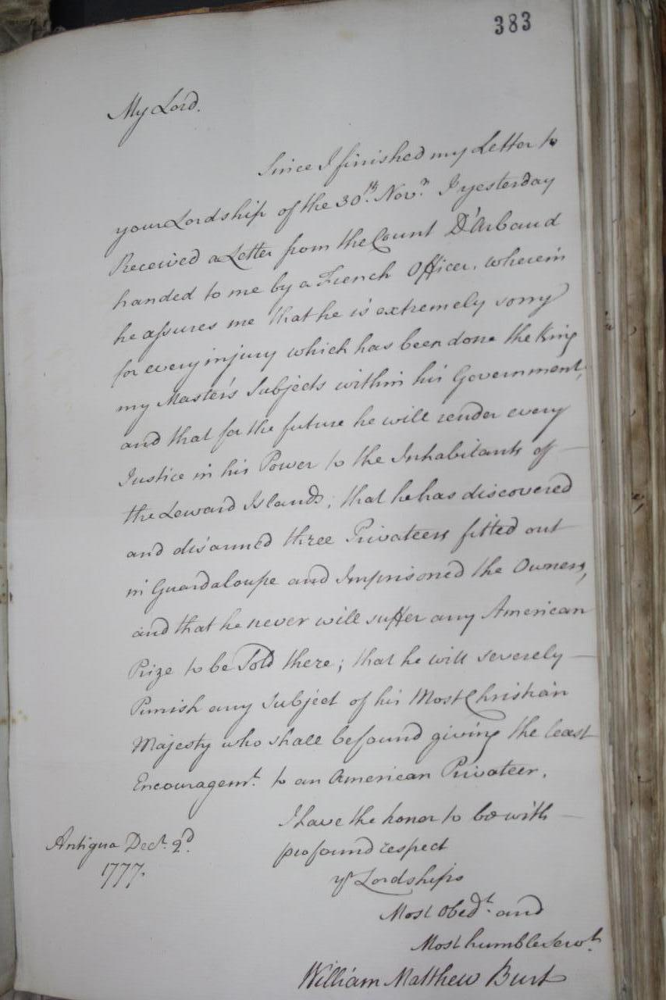 383
My Lord.
Since I finished my Letter to
your Lordship of the 30th. Novr. I yesterday
Received a Letter from the Count D'Arbaud
handed to me by a French Officer, wherein
he assures me that he is extremely sorry
for every injury which has been done the King
my Master's Subjects within his Government,
and that for the future he will render every
Justice in his Power to the Inhabitants of
the Leward Islands; that he has discovered
and disarmed three Privateers fitted out
in Guardaloupe and Imprisoned the Owners,
and that he never will suffer any American
Prize to be Sold there; that he will severely
Punish any Subject of his Most Christian
Majesty who shall be found giving the least
Encouragemt. to an American Privateer.
I have the honor to be with
profound respect
yr Lordships
Most Obedt. and
Most humble Servt.
William Matthew Burt
Antigua Decr. 2d.
1777.